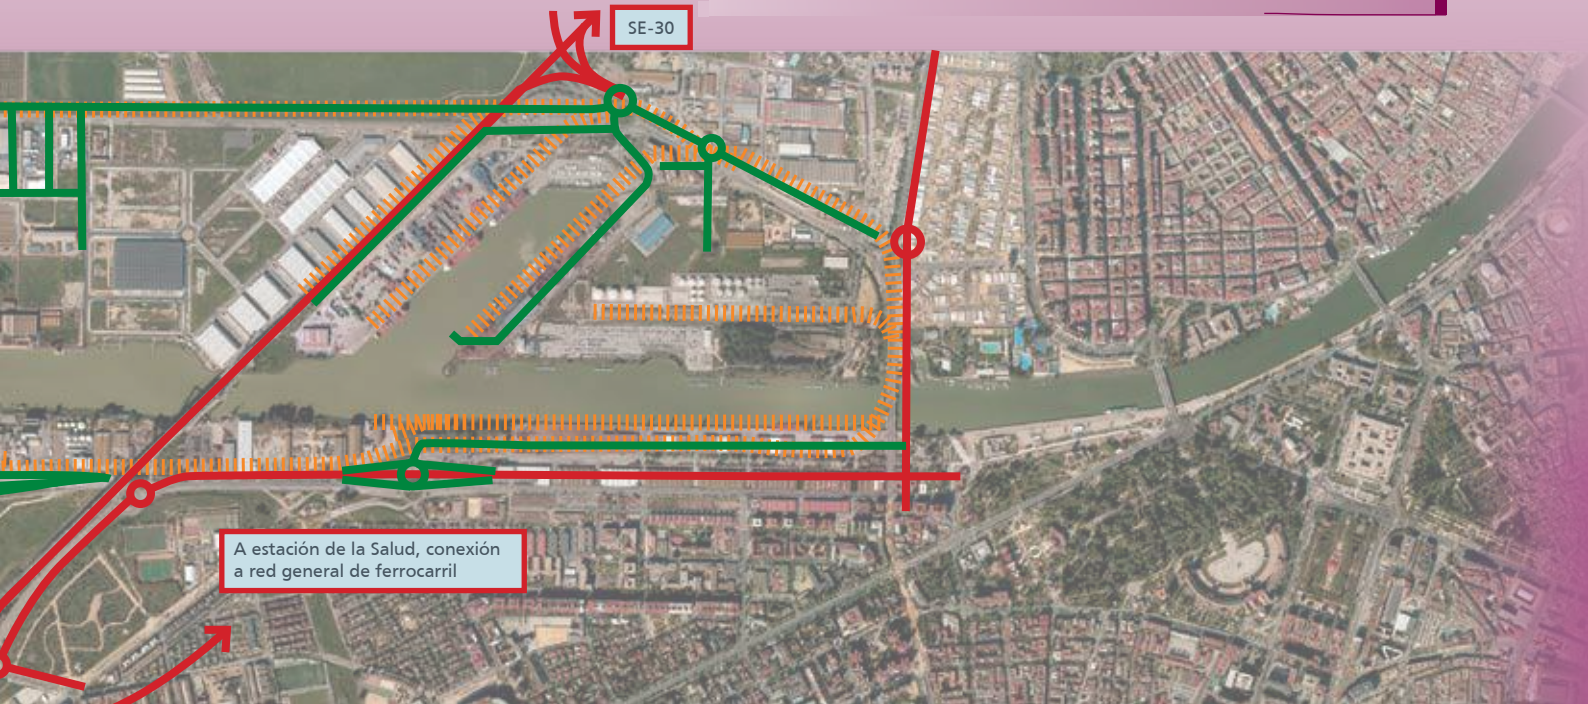 SE-30
A estación de la Salud, conexión
a red general de ferrocarril